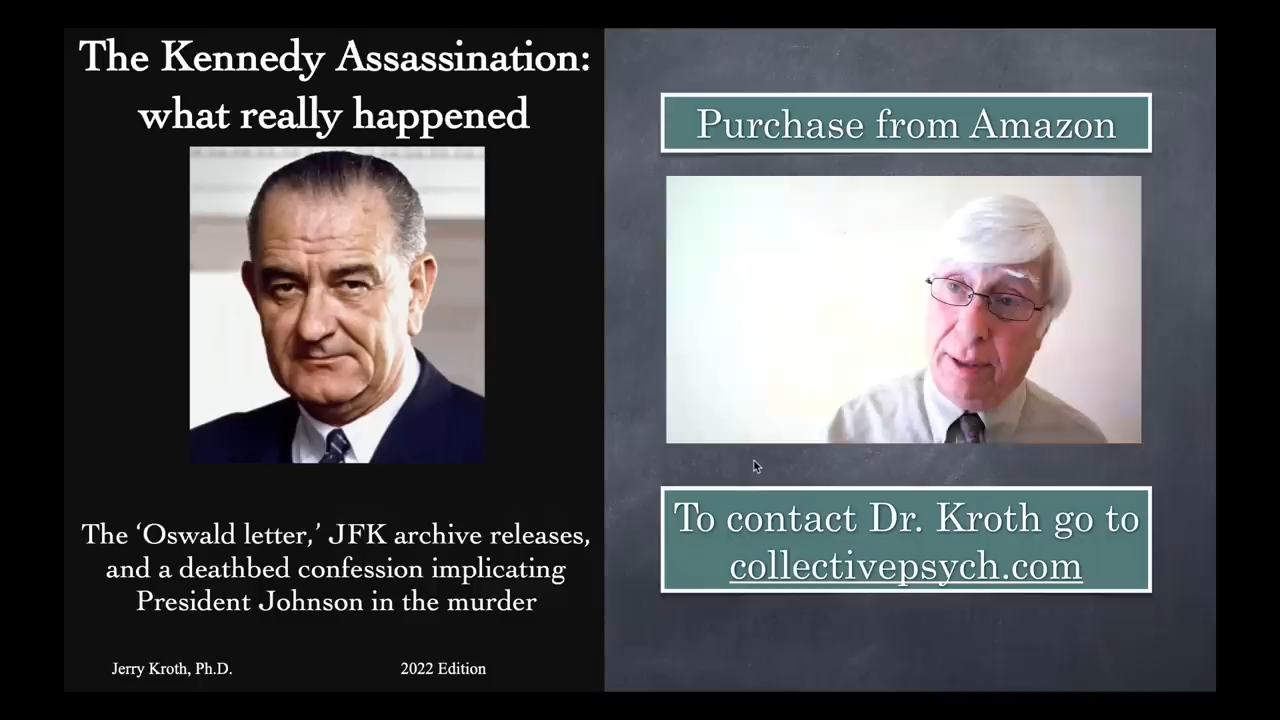 The Kennedy Assassination:
what really happened
The ‘Oswald letter,’ JFK archive releases,
and a deathbed confession implicating
President Johnson in the murder
Jerry Kroth, Ph.D.
2022 Edition
Purchase from Amazon
To contact Dr. Kroth go to
collectivepsych.com